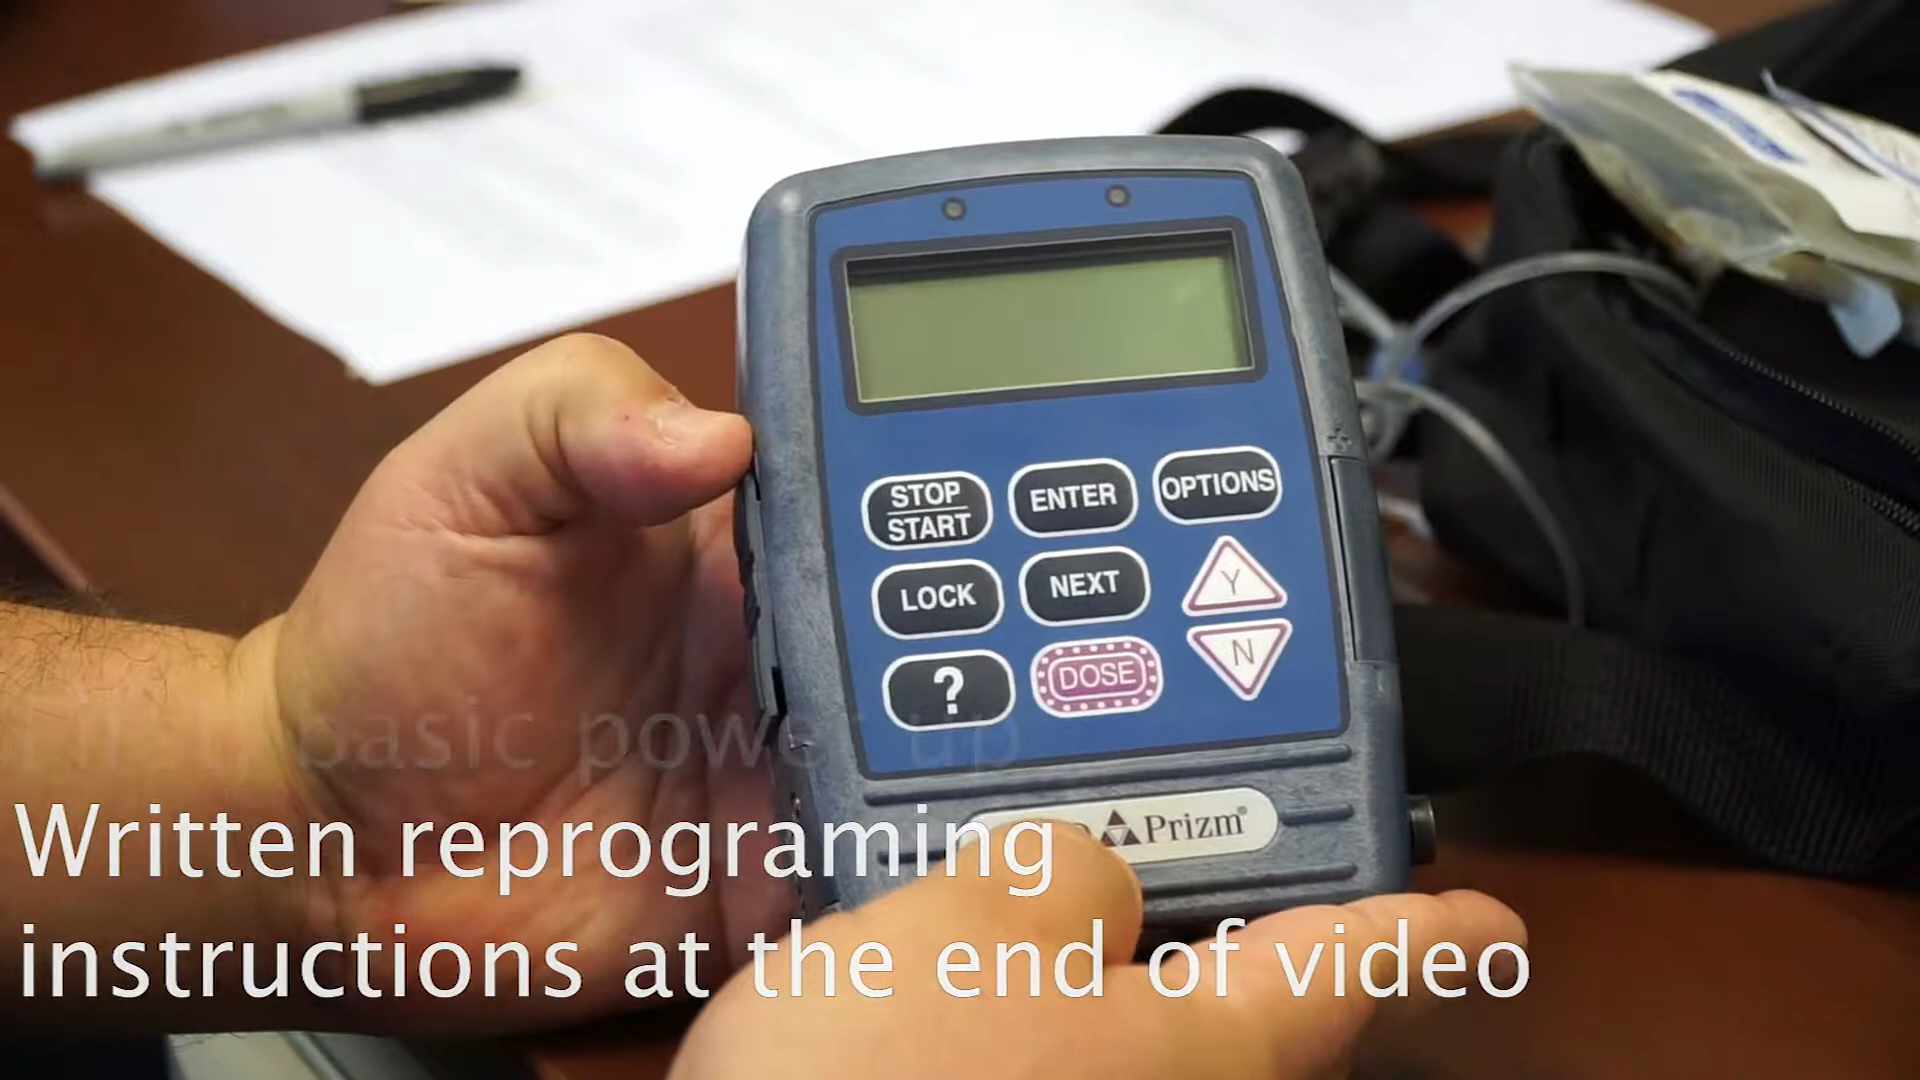 STOP
START
ENTER
OPTIONS
LOCK
NEXT
Y
N
?
DOSE
Prizm®
First basic power up
Written reprograming
instructions at the end of video